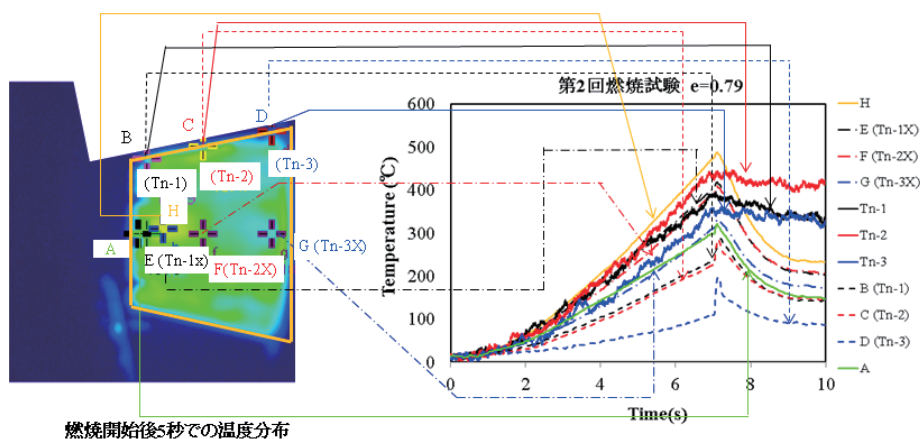 第2回燃焼試験 e=0.79
B
C
D
(Tn-1)
(Tn-2)
(Tn-3)
H
A
E (Tn-1x)
F(Tn-2X)
f
G (Tn-3X)
燃焼開始後5秒での温度分布
Temperature (℃)
600
500
400
300
200
100
0
0
2
4
6
8
10
Time(s)
H
E (Tn-1X)
F (Tn-2X)
G (Tn-3X)
Tn-1
Tn-2
Tn-3
B (Tn-1)
C (Tn-2)
D (Tn-3)
A